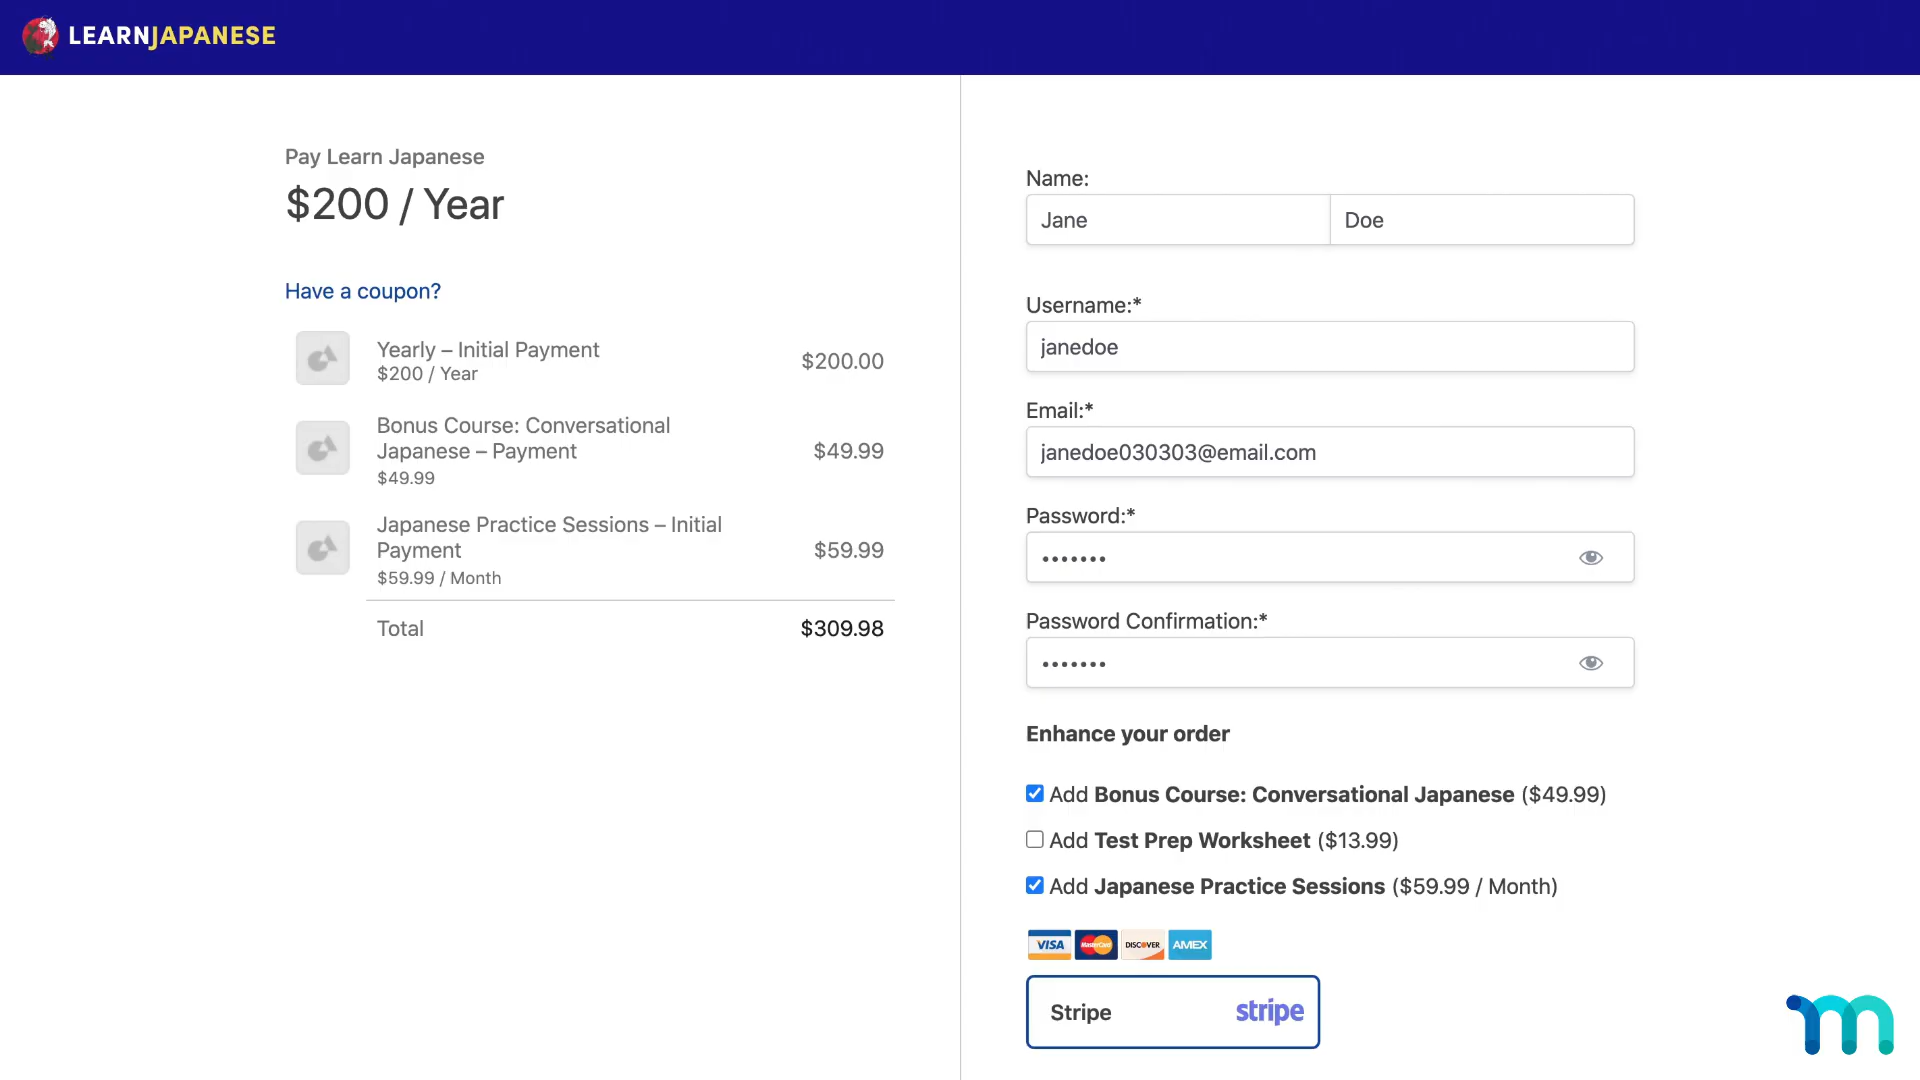 LEARNJAPANESE
Pay Learn Japanese
$200 / Year
Have a coupon?
Yearly – Initial Payment
$200 / Year
$200.00
Bonus Course: Conversational
Japanese – Payment
$49.99
$49.99
Japanese Practice Sessions – Initial
Payment
$59.99 / Month
$59.99
Total
$309.98
Name:
Jane
Doe
Username:*
janedoe
Email:*
janedoe030303@email.com
Password:*
•••••••
Password Confirmation:*
•••••••
Enhance your order
Add Bonus Course: Conversational Japanese ($49.99)
Add Test Prep Worksheet ($13.99)
Add Japanese Practice Sessions ($59.99 / Month)
VISA MasterCard DISCOVER AMEX
Stripe stripe
m